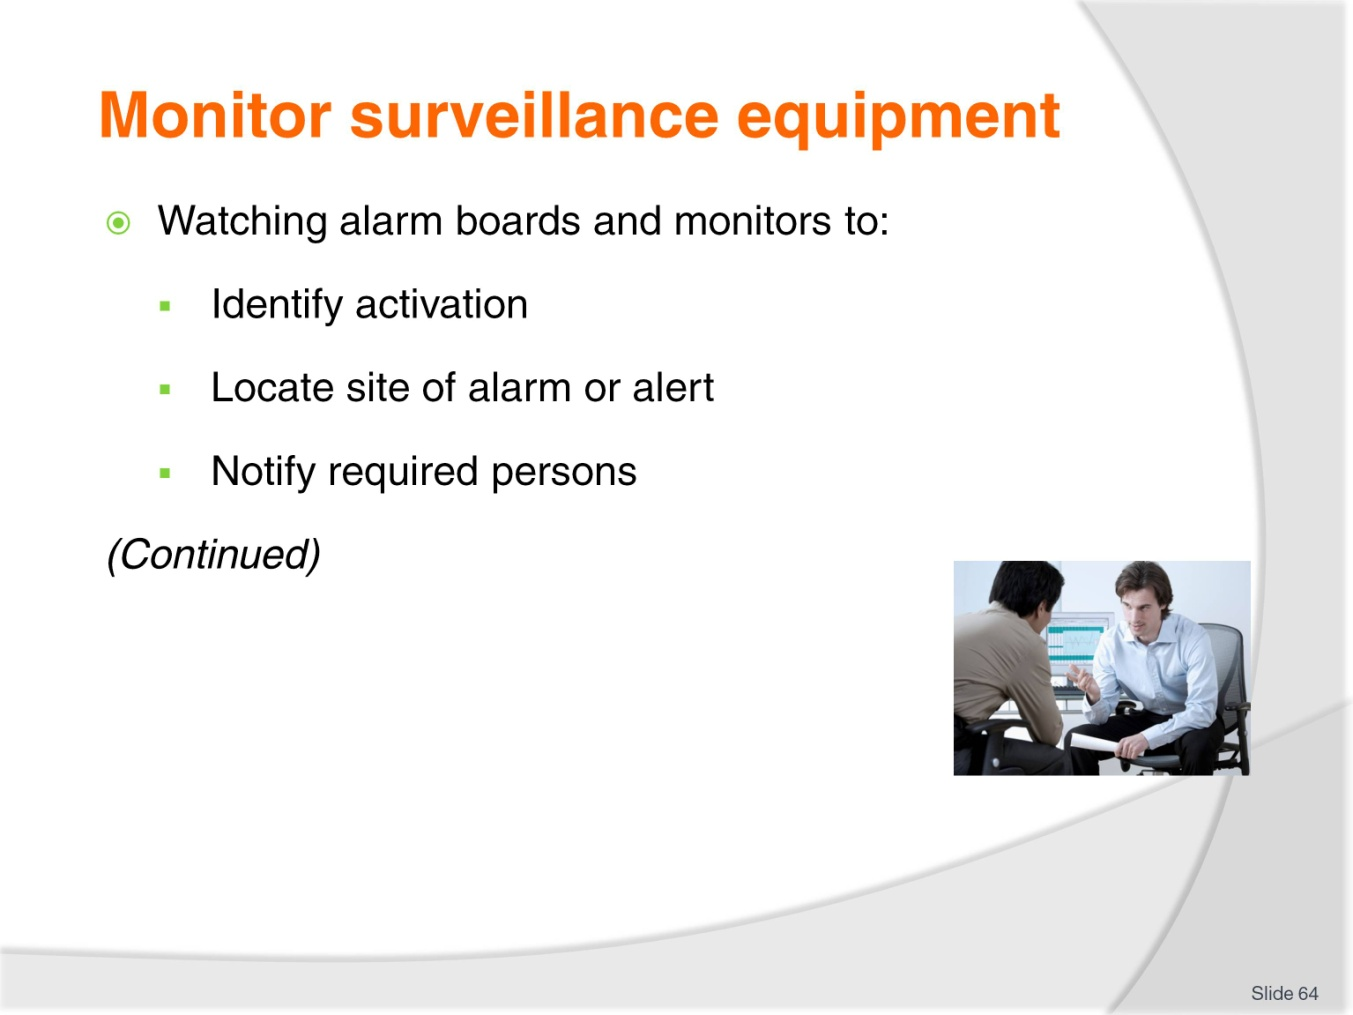 Monitor surveillance equipment
Watching alarm boards and monitors to:
Identify activation
Locate site of alarm or alert
Notify required persons
(Continued)
Slide 64